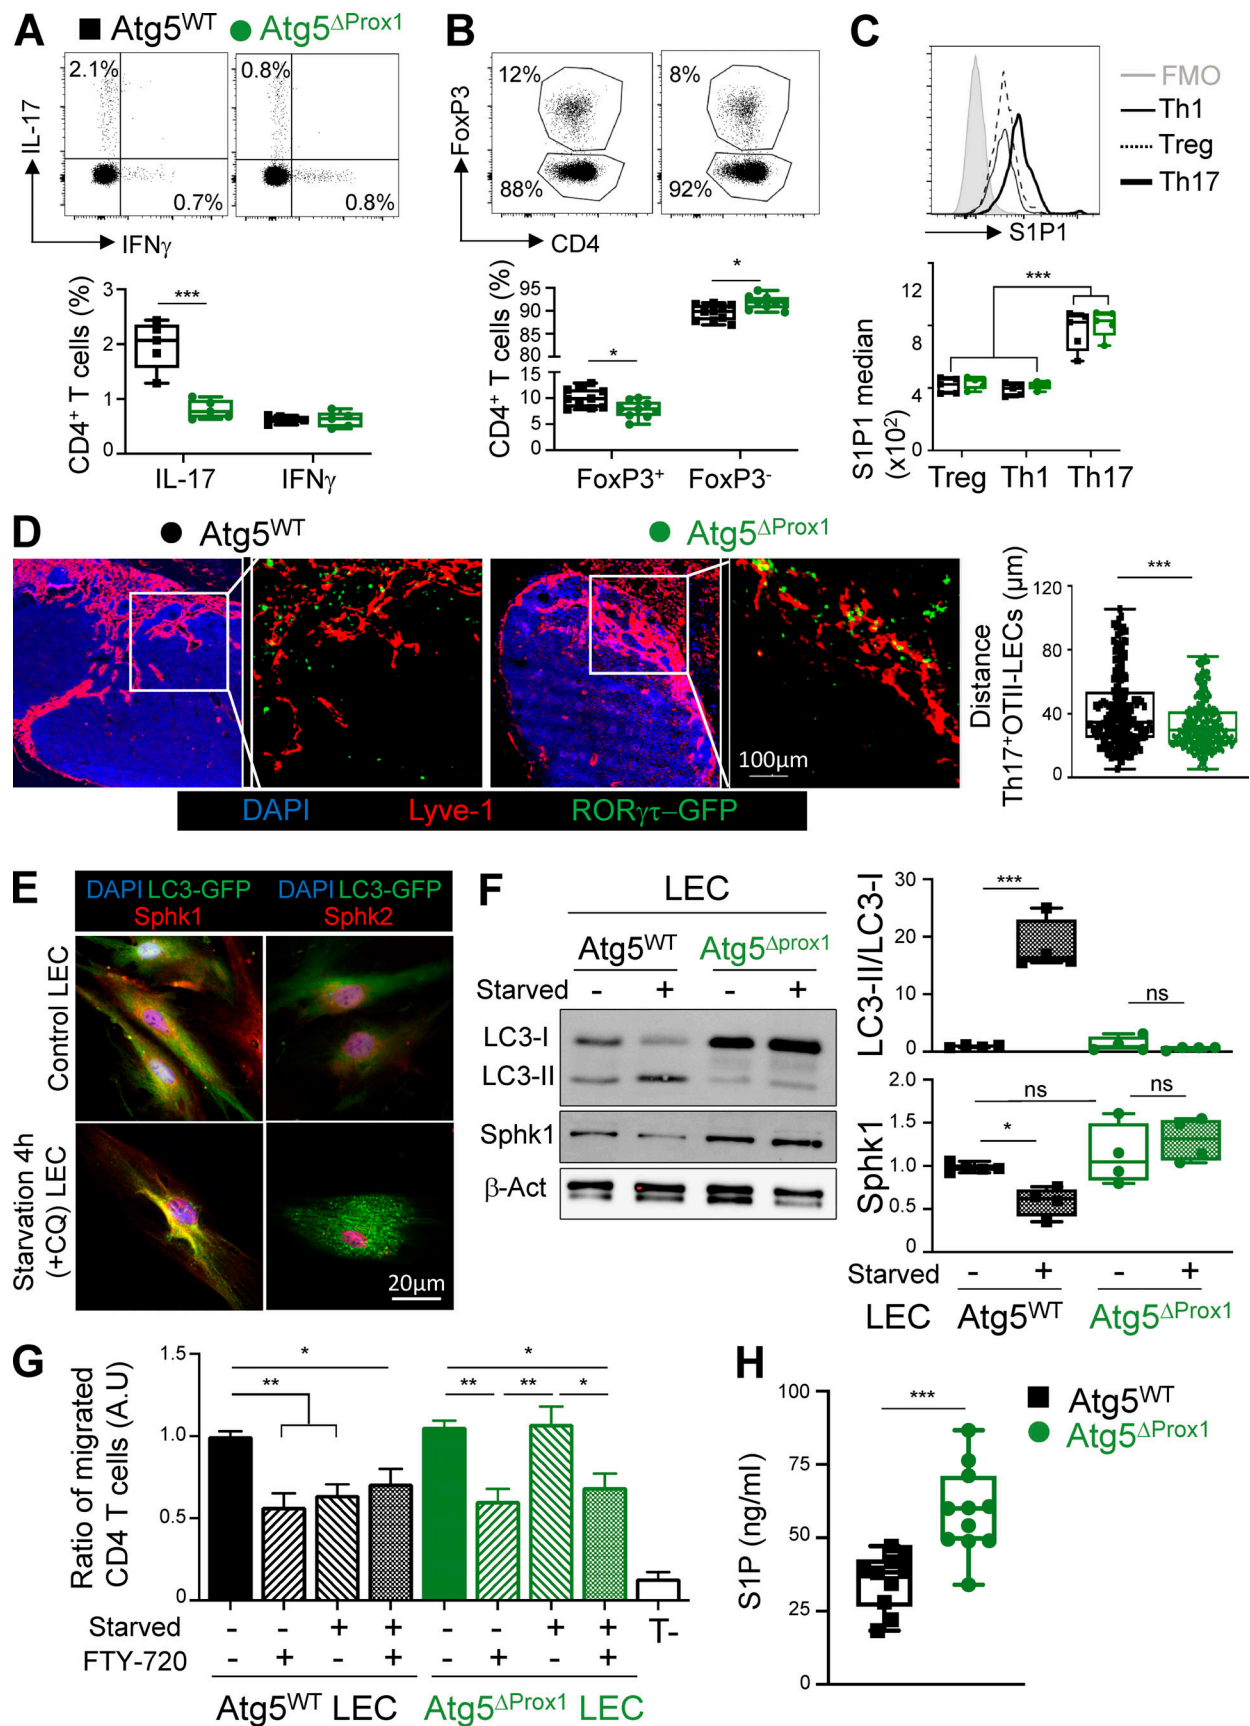 A
■ Atg5WT ● Atg5ΔProx1
2.1%
0.8%
0.7%
0.8%
IL-17
IFNγ
CD4+ T cells (%)
3
2
1
0
***
IL-17
IFNγ
B
12%
8%
88%
92%
FoxP3
CD4
CD4+ T cells (%)
95
90
85
80
15
10
5
0
*
*
FoxP3+
FoxP3-
C
FMO
Th1
Treg
Th17
S1P1
S1P1 median
(x10²)
12
8
4
0
***
Treg
Th1
Th17
D
● Atg5WT
● Atg5ΔProx1
100µm
DAPI Lyve-1 RORγτ–GFP
Distance
Th17+OTII-LECs (µm)
120
80
40
0
***
E
DAPI LC3-GFP
Sphk1
DAPI LC3-GFP
Sphk2
Control LEC
Starvation 4h
(+CQ) LEC
20µm
F
LEC
Atg5WT
Atg5Δprox1
Starved - + - +
LC3-I
LC3-II
Sphk1
β-Act
LC3-II/LC3-I
30
20
10
0
***
ns
Sphk1
2.0
1.5
1.0
0.5
0
ns
ns
*
Starved - + - +
LEC Atg5WT Atg5ΔProx1
G
Ratio of migrated
CD4 T cells (A.U)
1.5
1.0
0.5
0
*
**
*
** ** *
Starved - - + + - - + + T-
FTY-720 - + - + - + - +
Atg5WT LEC Atg5ΔProx1 LEC
H
S1P (ng/ml)
100
75
50
25
0
***
■ Atg5WT
● Atg5ΔProx1